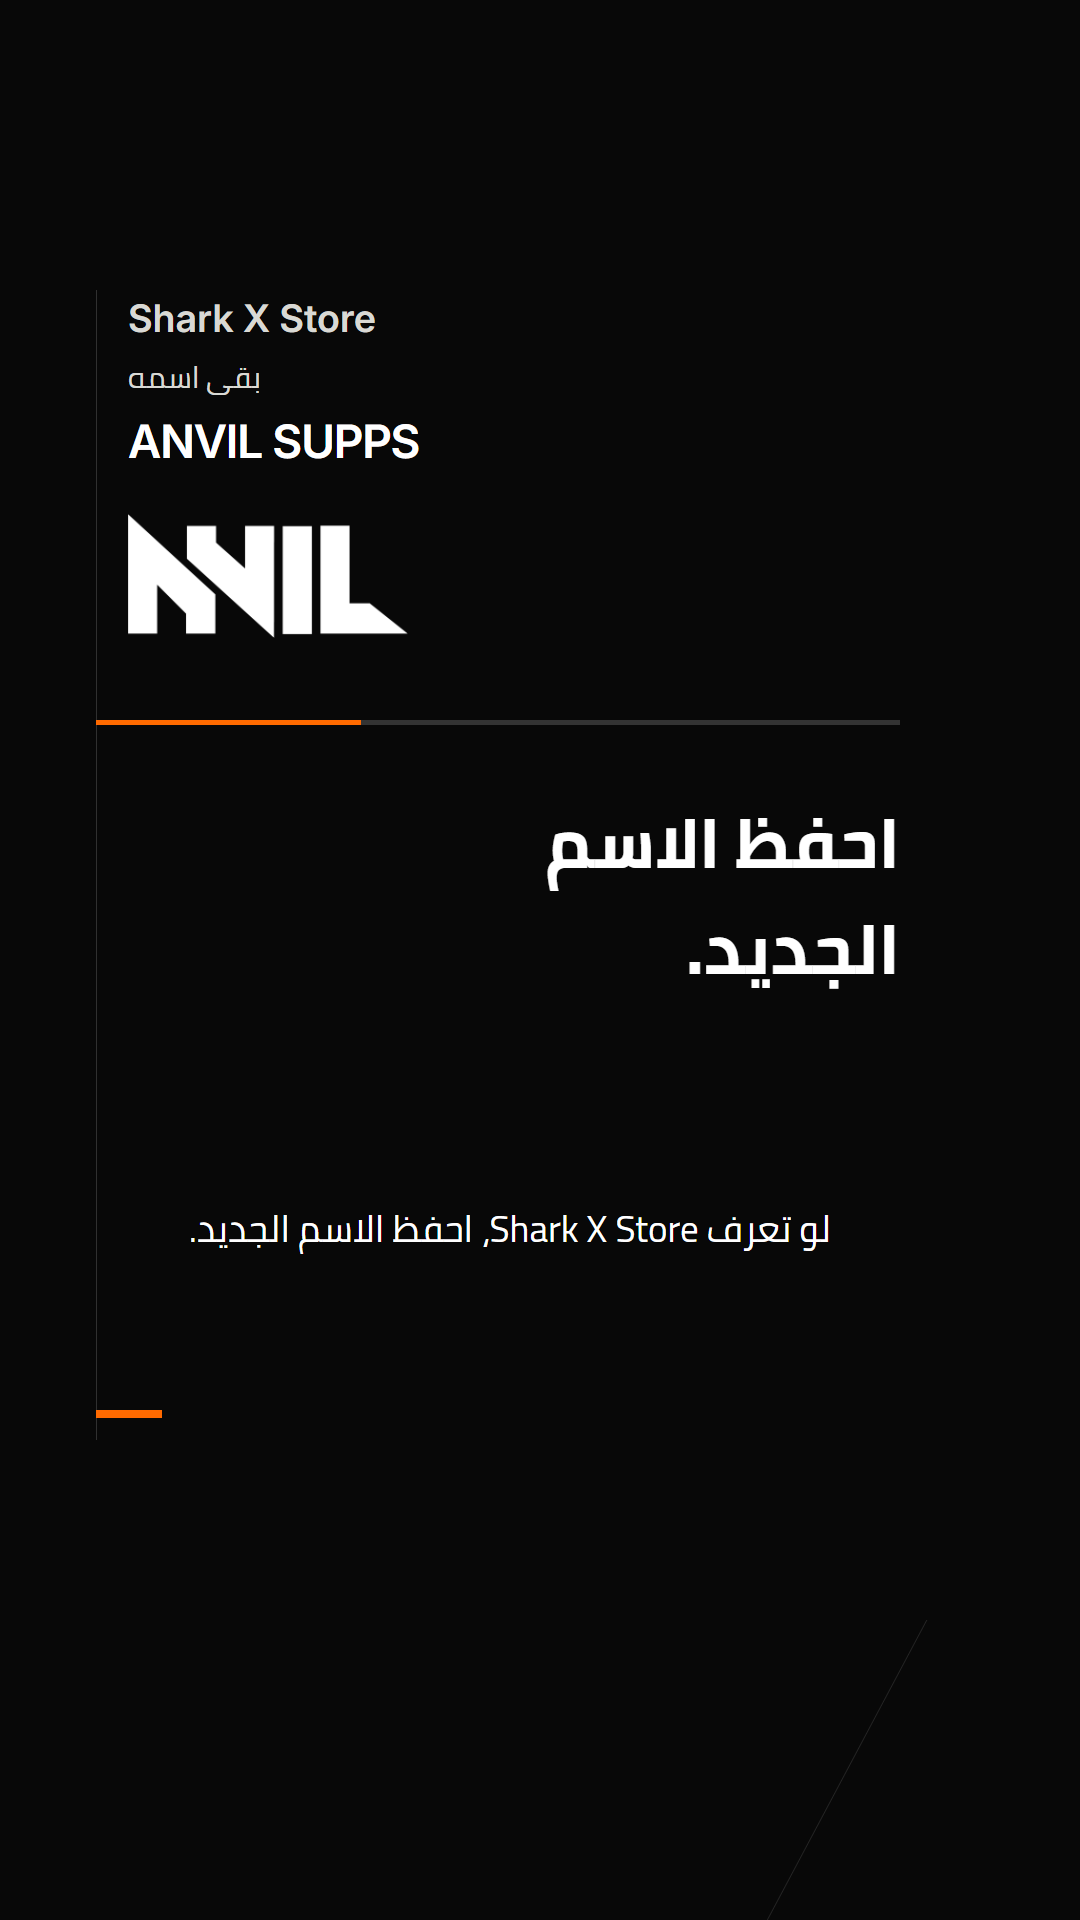 Shark X Store
بقى اسمه
ANVIL SUPPS
ANVIL
احفظ الاسم
الجديد.
لو تعرف Shark X Store, احفظ الاسم الجديد.